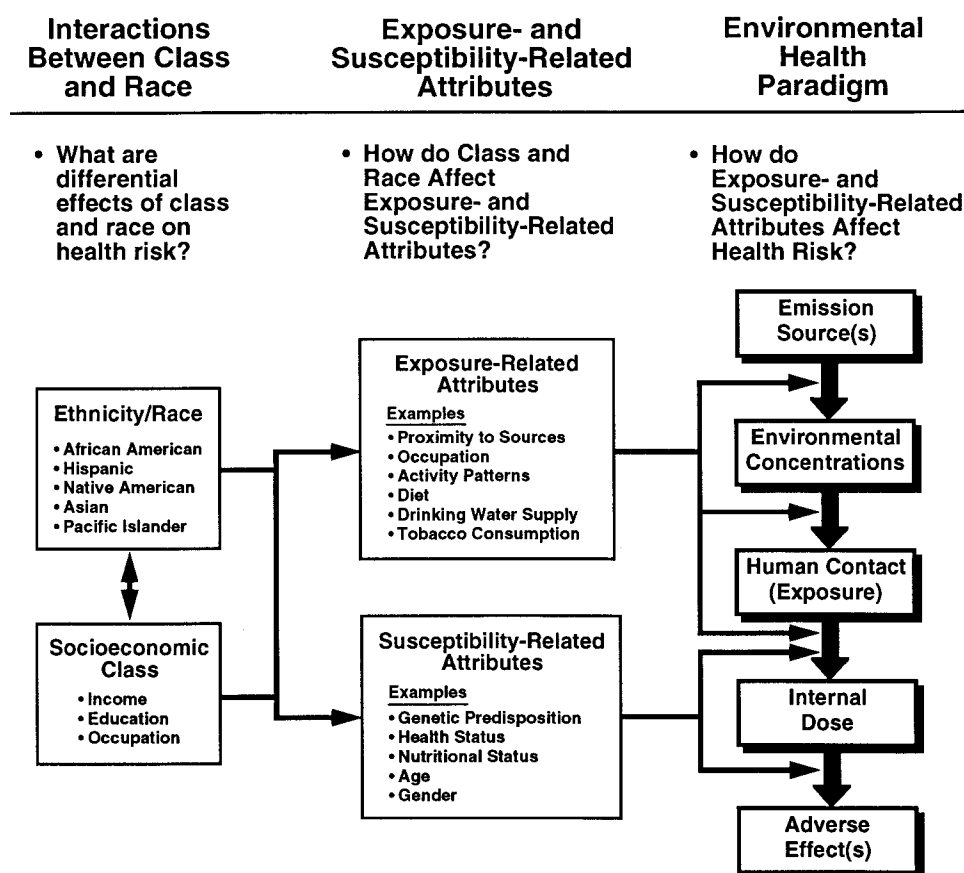 Interactions
Between Class
and Race
Exposure- and
Susceptibility-Related
Attributes
Environmental
Health
Paradigm
• What are
differential
effects of class
and race on
health risk?
• How do Class and
Race Affect
Exposure- and
Susceptibility-Related
Attributes?
• How do
Exposure- and
Susceptibility-Related
Attributes Affect
Health Risk?
Ethnicity/Race
• African American
• Hispanic
• Native American
• Asian
• Pacific Islander
Socioeconomic
Class
• Income
• Education
• Occupation
Exposure-Related
Attributes
Examples
• Proximity to Sources
• Occupation
• Activity Patterns
• Diet
• Drinking Water Supply
• Tobacco Consumption
Susceptibility-Related
Attributes
Examples
• Genetic Predisposition
• Health Status
• Nutritional Status
• Age
• Gender
Emission
Source(s)
Environmental
Concentrations
Human Contact
(Exposure)
Internal
Dose
Adverse
Effect(s)